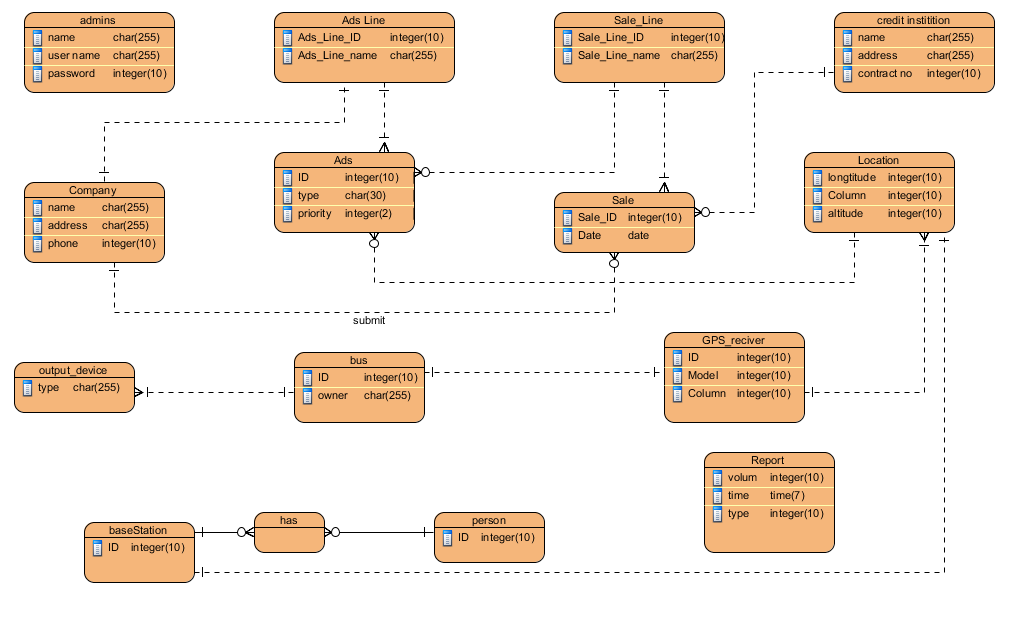 admins
name char(255)
user name char(255)
password integer(10)
Ads Line
Ads_Line_ID integer(10)
Ads_Line_name char(255)
Sale_Line
Sale_Line_ID integer(10)
Sale_Line_name char(255)
credit instiitition
name char(255)
address char(255)
contract no integer(10)
Company
name char(255)
address char(255)
phone integer(10)
Ads
ID integer(10)
type char(30)
priority integer(2)
Sale
Sale_ID integer(10)
Date date
Location
longtitude integer(10)
Column integer(10)
altitude integer(10)
submit
output_device
type char(255)
bus
ID integer(10)
owner char(255)
GPS_reciver
ID integer(10)
Model integer(10)
Column integer(10)
Report
volum integer(10)
time time(7)
type integer(10)
baseStation
ID integer(10)
has
person
ID integer(10)